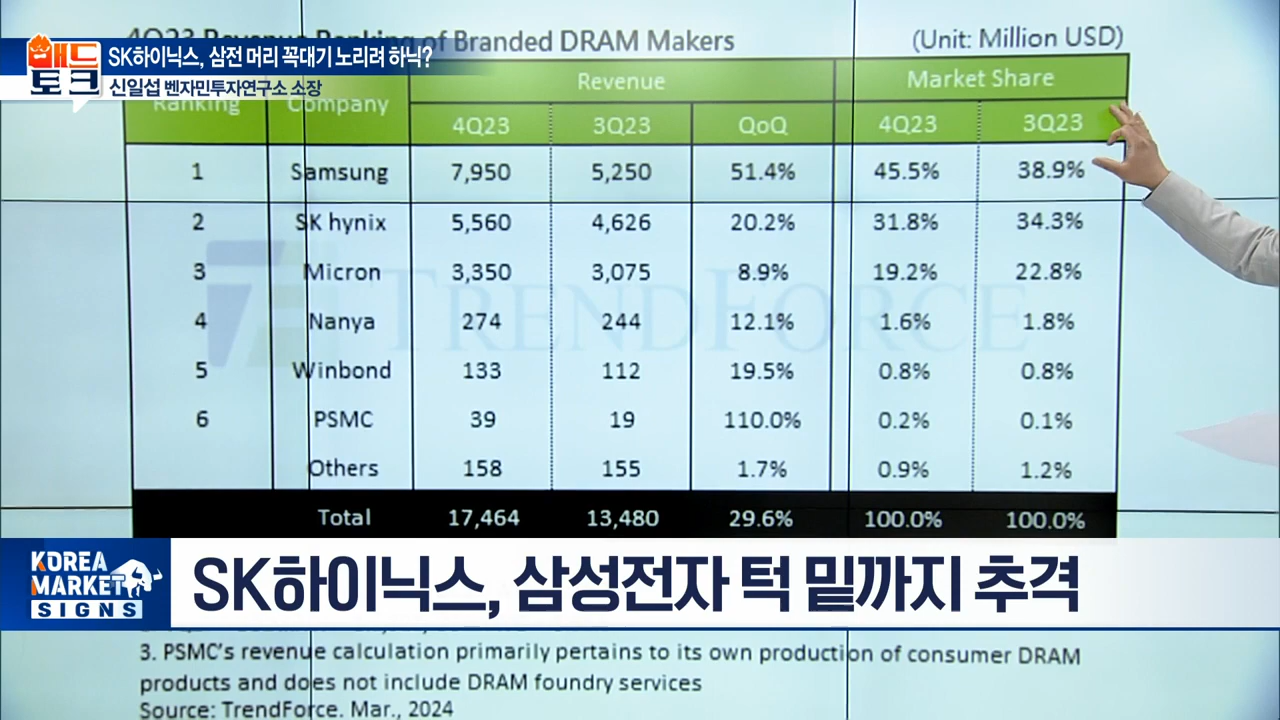 4Q23 Revenue Ranking of Branded DRAM Makers (Unit: Million USD)
매드토크
SK하이닉스, 삼전 머리 꼭대기 노리려 하닉?
신일섭 벤자민투자연구소 소장
Ranking Company Revenue Market Share
4Q23 3Q23 QoQ 4Q23 3Q23
1 Samsung 7,950 5,250 51.4% 45.5% 38.9%
2 SK hynix 5,560 4,626 20.2% 31.8% 34.3%
3 Micron 3,350 3,075 8.9% 19.2% 22.8%
4 Nanya 274 244 12.1% 1.6% 1.8%
5 Winbond 133 112 19.5% 0.8% 0.8%
6 PSMC 39 19 110.0% 0.2% 0.1%
Others 158 155 1.7% 0.9% 1.2%
Total 17,464 13,480 29.6% 100.0% 100.0%
TRENDFORCE
KOREA
MARKET
SIGNS
SK하이닉스, 삼성전자 턱 밑까지 추격
3. PSMC's revenue calculation primarily pertains to its own production of consumer DRAM
products and does not include DRAM foundry services
Source: TrendForce. Mar., 2024